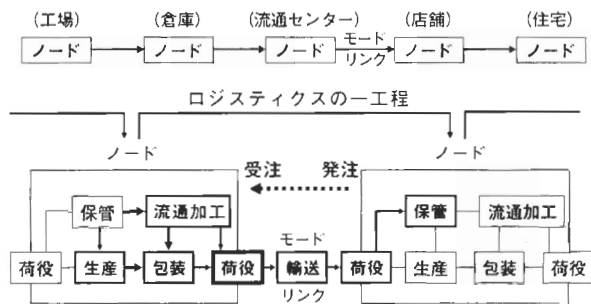 (工場) (倉庫) (流通センター) (店舗) (住宅)
ノード ノード ノード モード リンク ノード ノード
ロジスティクスの一工程
ノード 受注 発注 ノード
保管 流通加工 保管 流通加工
モード
荷役 生産 包装 荷役 輸送 荷役 生産 包装 荷役
リンク